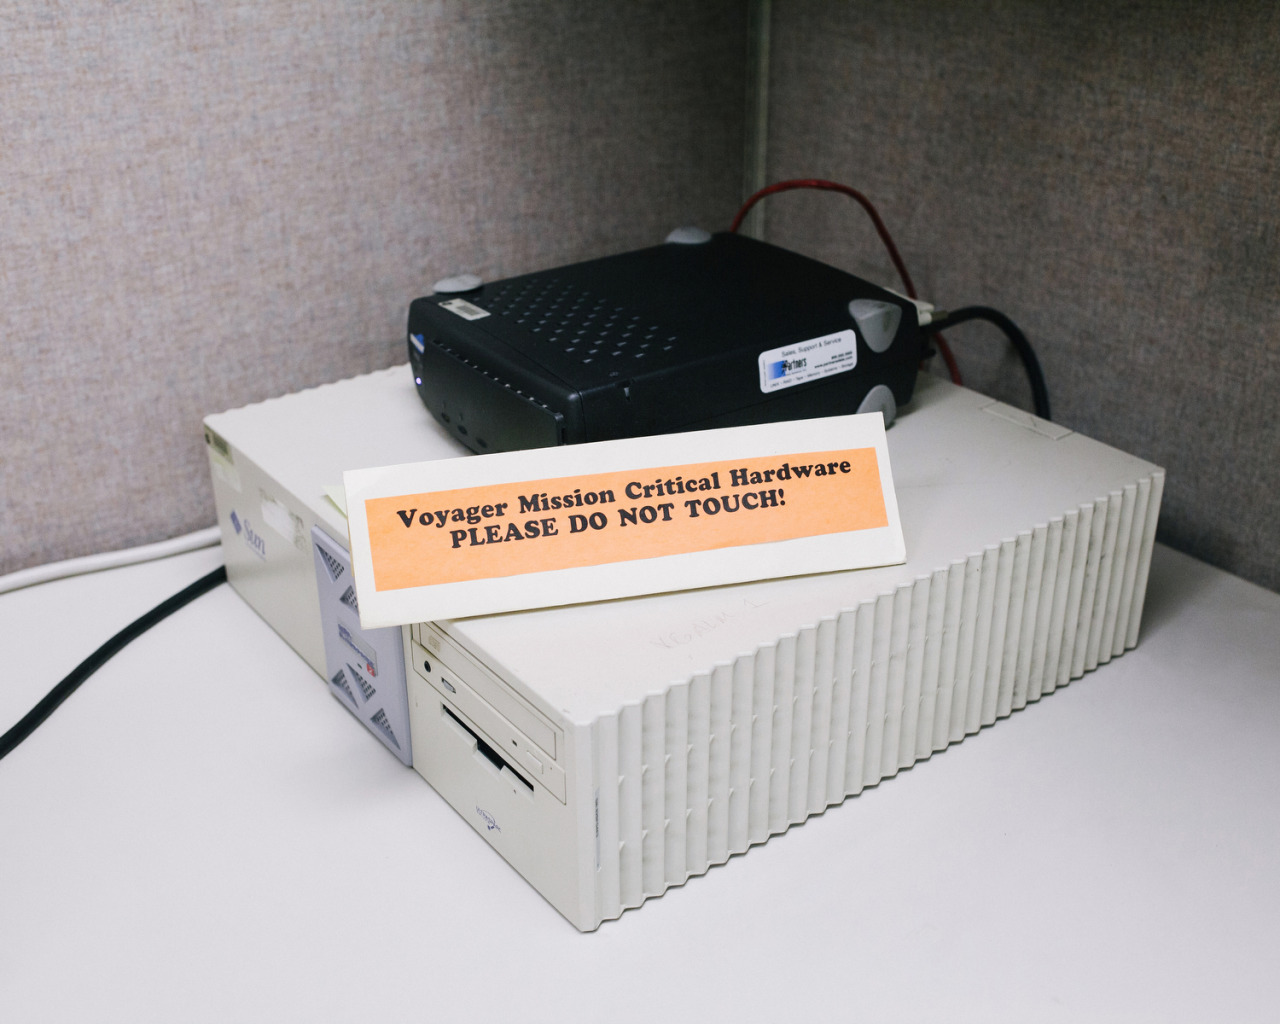 Sales, Support & Service
Partners
Voyager Mission Critical Hardware
PLEASE DO NOT TOUCH!
Sun